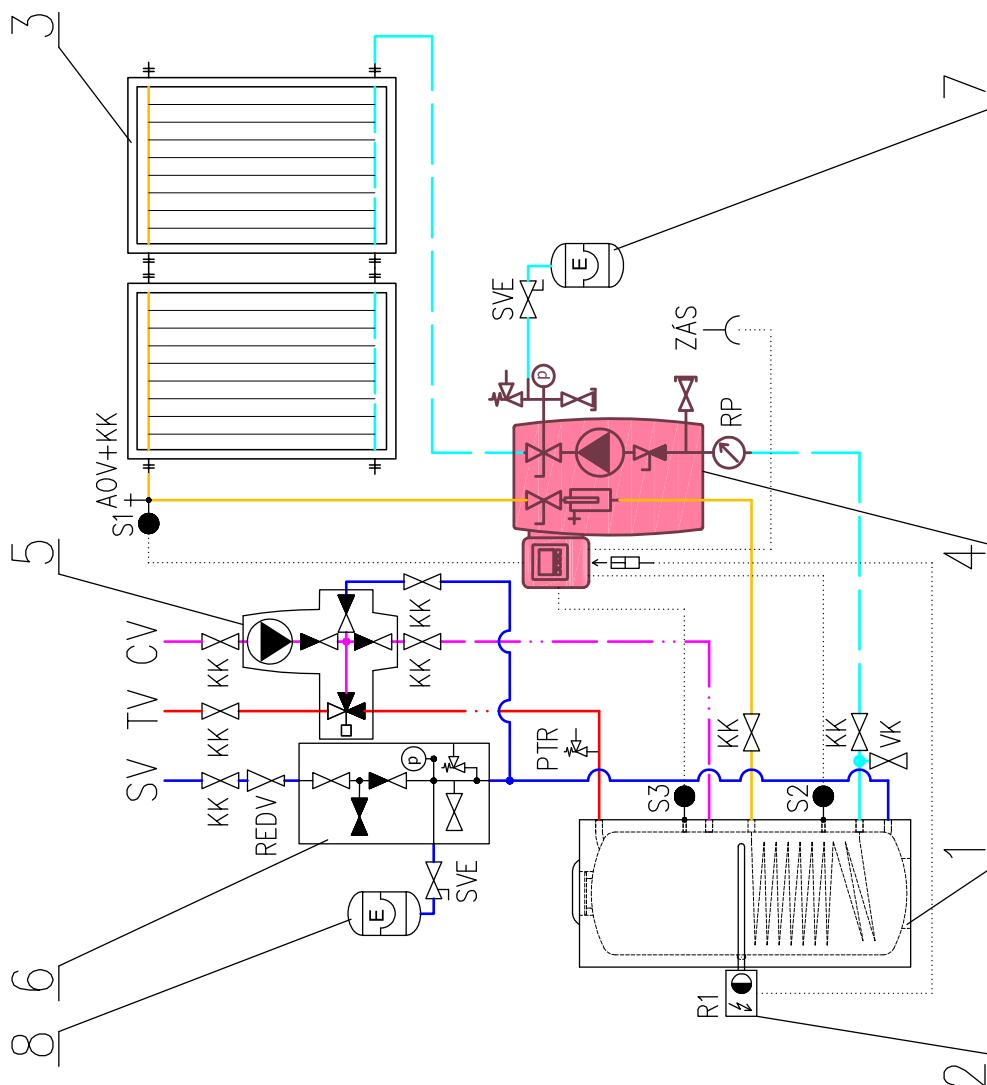 3
7
SVE
E
ZÁS
p
RP
AOV+KK
S1
5
4
CV
TV
SV
KK
KK
KK
KK
KK
REDV
p
PTR
KK
KK
VK
S3
S2
SVE
E
6
8
R1
1
2